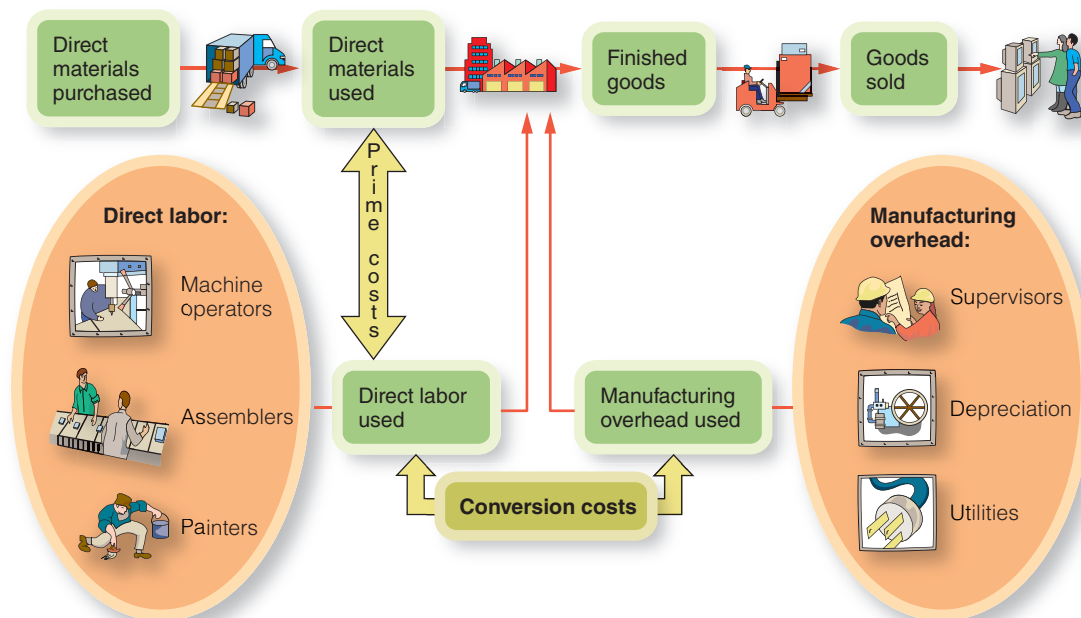 Direct
materials
purchased
Direct
materials
used
Finished
goods
Goods
sold
Prime costs
Direct labor:
Machine
operators
Assemblers
Painters
Direct labor
used
Manufacturing
overhead used
Conversion costs
Manufacturing
overhead:
Supervisors
Depreciation
Utilities